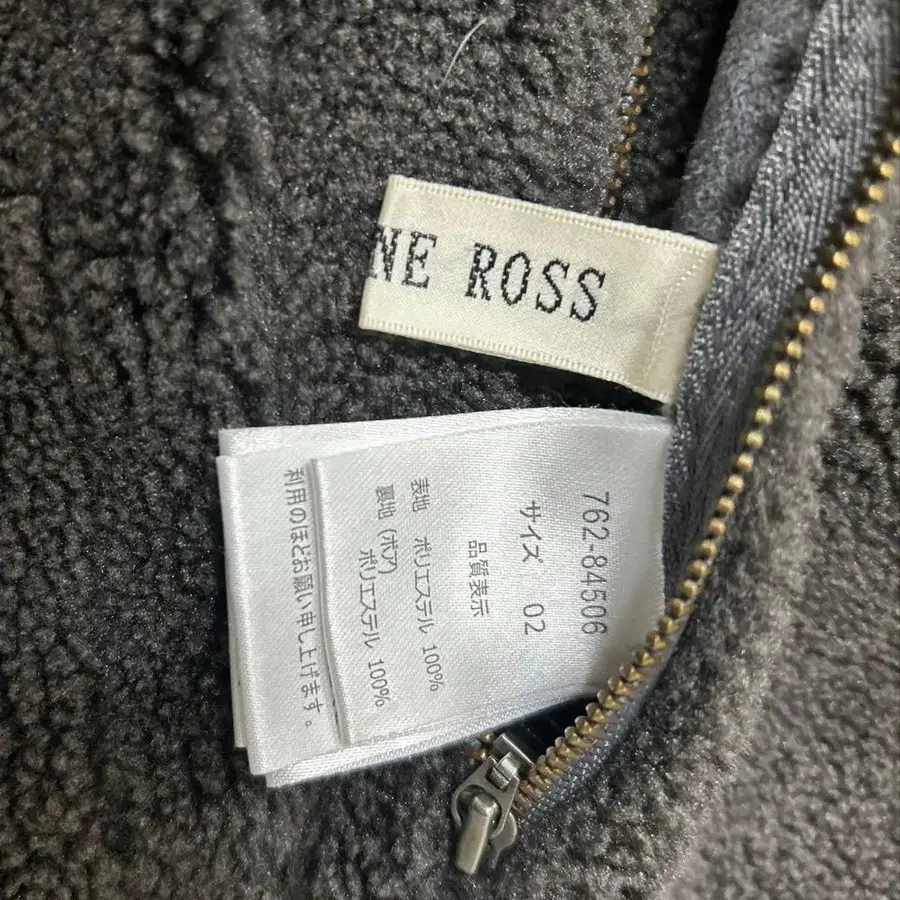 NE ROSS
762-84506
サイズ 02
品質表示
表地 ポリエステル 100%
裏地 (ボア)
ポリエステル 100%
利用のほどお願い申し上げます。